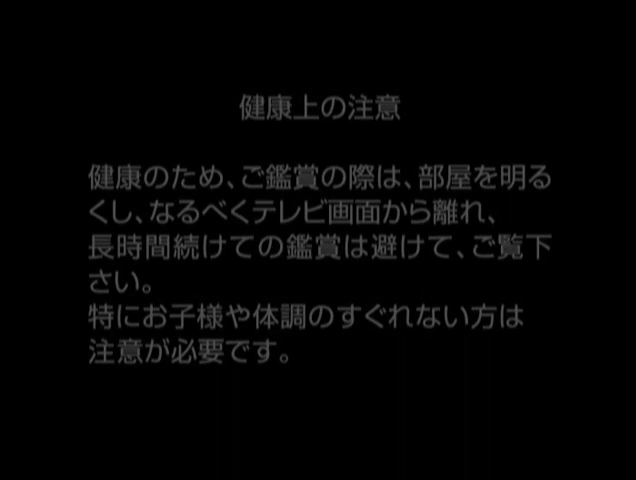 健康上の注意
健康のため、ご鑑賞の際は、部屋を明る
くし、なるべくテレビ画面から離れ、
長時間続けての鑑賞は避けて、ご覧下
さい。
特にお子様や体調のすぐれない方は
注意が必要です。